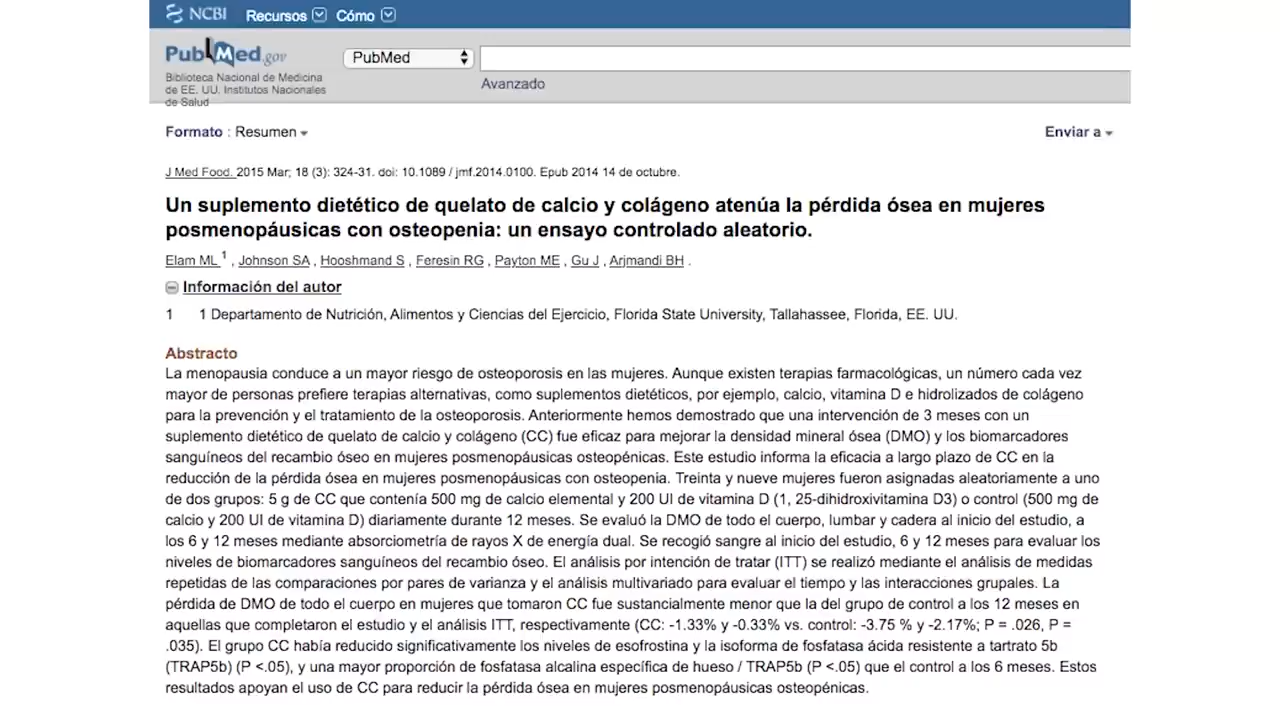 NCBI Recursos Cómo
PubMed.gov
PubMed
Biblioteca Nacional de Medicina
de EE. UU. Institutos Nacionales
de Salud
Avanzado
Formato : Resumen
Enviar a
J Med Food. 2015 Mar; 18 (3): 324-31. doi: 10.1089 / jmf.2014.0100. Epub 2014 14 de octubre.
Un suplemento dietético de quelato de calcio y colágeno atenúa la pérdida ósea en mujeres
posmenopáusicas con osteopenia: un ensayo controlado aleatorio.
Elam ML 1 , Johnson SA , Hooshmand S , Feresin RG , Payton ME , Gu J , Arjmandi BH .
Información del autor
1 1 Departamento de Nutrición, Alimentos y Ciencias del Ejercicio, Florida State University, Tallahassee, Florida, EE. UU.
Abstracto
La menopausia conduce a un mayor riesgo de osteoporosis en las mujeres. Aunque existen terapias farmacológicas, un número cada vez
mayor de personas prefiere terapias alternativas, como suplementos dietéticos, por ejemplo, calcio, vitamina D e hidrolizados de colágeno
para la prevención y el tratamiento de la osteoporosis. Anteriormente hemos demostrado que una intervención de 3 meses con un
suplemento dietético de quelato de calcio y colágeno (CC) fue eficaz para mejorar la densidad mineral ósea (DMO) y los biomarcadores
sanguíneos del recambio óseo en mujeres posmenopáusicas osteopénicas. Este estudio informa la eficacia a largo plazo de CC en la
reducción de la pérdida ósea en mujeres posmenopáusicas con osteopenia. Treinta y nueve mujeres fueron asignadas aleatoriamente a uno
de dos grupos: 5 g de CC que contenía 500 mg de calcio elemental y 200 UI de vitamina D (1, 25-dihidroxivitamina D3) o control (500 mg de
calcio y 200 UI de vitamina D) diariamente durante 12 meses. Se evaluó la DMO de todo el cuerpo, lumbar y cadera al inicio del estudio, a
los 6 y 12 meses mediante absorciometría de rayos X de energía dual. Se recogió sangre al inicio del estudio, 6 y 12 meses para evaluar los
niveles de biomarcadores sanguíneos del recambio óseo. El análisis por intención de tratar (ITT) se realizó mediante el análisis de medidas
repetidas de las comparaciones por pares de varianza y el análisis multivariado para evaluar el tiempo y las interacciones grupales. La
pérdida de DMO de todo el cuerpo en mujeres que tomaron CC fue sustancialmente menor que la del grupo de control a los 12 meses en
aquellas que completaron el estudio y el análisis ITT, respectivamente (CC: -1.33% y -0.33% vs. control: -3.75 % y -2.17%; P = .026, P =
.035). El grupo CC había reducido significativamente los niveles de esofrostina y la isoforma de fosfatasa ácida resistente a tartrato 5b
(TRAP5b) (P <.05), y una mayor proporción de fosfatasa alcalina específica de hueso / TRAP5b (P <.05) que el control a los 6 meses. Estos
resultados apoyan el uso de CC para reducir la pérdida ósea en mujeres posmenopáusicas osteopénicas.